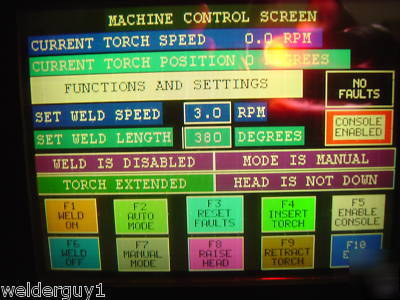 MACHINE CONTROL SCREEN
CURRENT TORCH SPEED 0.0 RPM
CURRENT TORCH POSITION 0 DEGREES
FUNCTIONS AND SETTINGS
NO FAULTS
SET WELD SPEED 3.0 RPM
CONSOLE ENABLED
SET WELD LENGTH 380 DEGREES
WELD IS DISABLED MODE IS MANUAL
TORCH EXTENDED HEAD IS NOT DOWN
F1 WELD ON
F2 AUTO MODE
F3 RESET FAULTS
F4 INSERT TORCH
F5 ENABLE CONSOLE
F6 WELD OFF
F7 MANUAL MODE
F8 RAISE HEAD
F9 RETRACT TORCH
F10
welderguy1